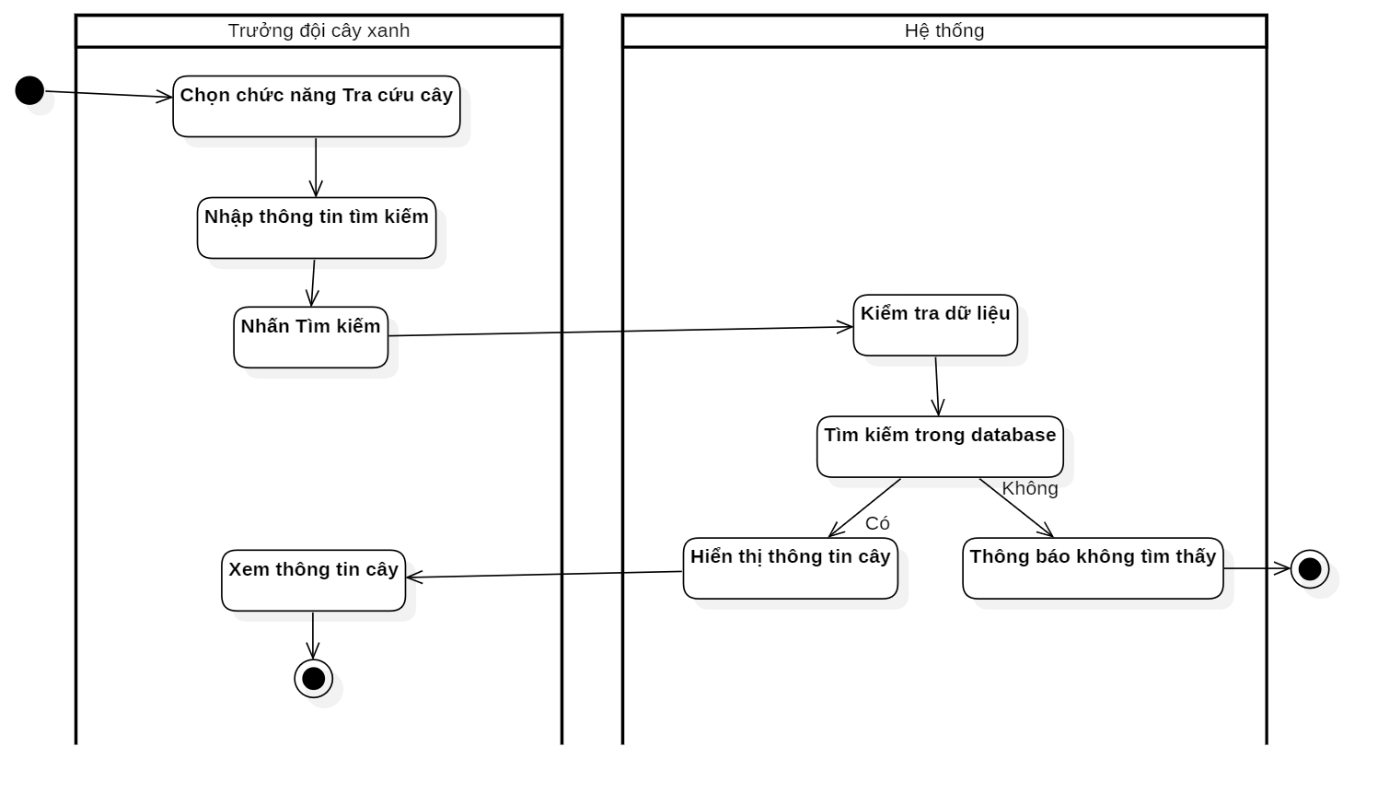 Trưởng đội cây xanh
Hệ thống
Chọn chức năng Tra cứu cây
Nhập thông tin tìm kiếm
Nhấn Tìm kiếm
Kiểm tra dữ liệu
Tìm kiếm trong database
Không
Có
Hiển thị thông tin cây
Thông báo không tìm thấy
Xem thông tin cây